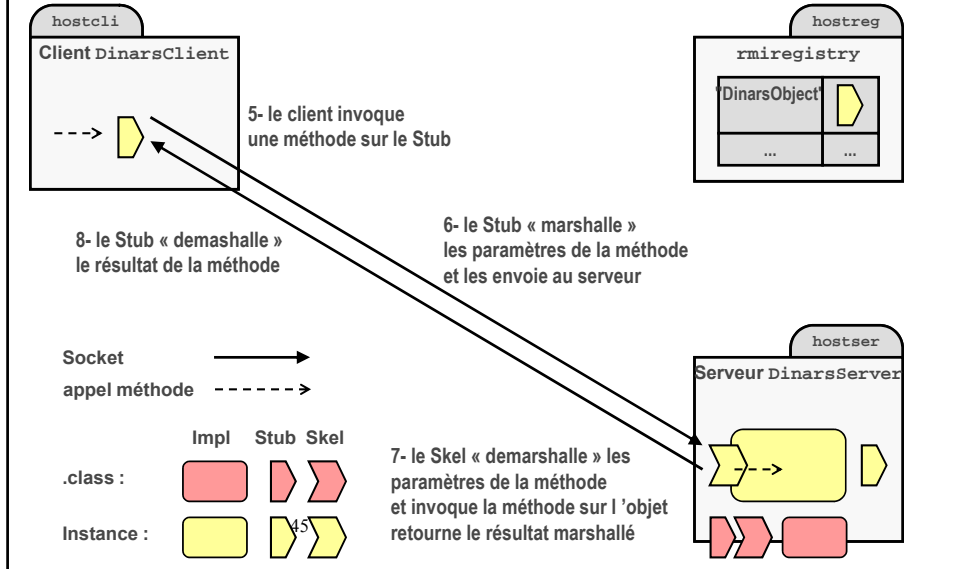 hostcli
Client DinarsClient
hostreg
rmiregistry
"DinarsObject"
... ...
5- le client invoque
une méthode sur le Stub
6- le Stub « marshalle »
les paramètres de la méthode
et les envoie au serveur
8- le Stub « demashalle »
le résultat de la méthode
hostser
Serveur DinarsServer
Socket
appel méthode
Impl Stub Skel
.class :
Instance :
45
7- le Skel « demarshalle » les
paramètres de la méthode
et invoque la méthode sur l ’objet
retourne le résultat marshallé